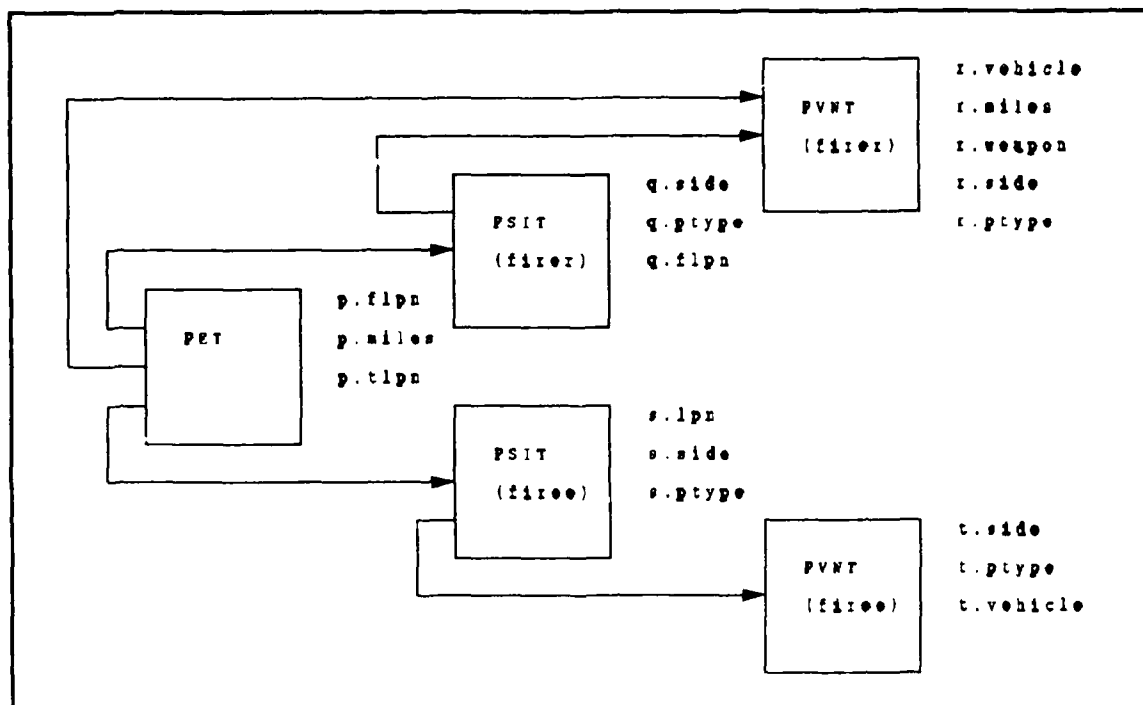 PVNT
(firer)
r.vehicle
r.miles
r.weapon
r.side
r.ptype
PSIT
(firer)
q.side
q.ptype
q.flpn
PET
p.flpn
p.miles
p.tlpn
PSIT
(firee)
s.lpn
s.side
s.ptype
PVNT
(firee)
t.side
t.ptype
t.vehicle